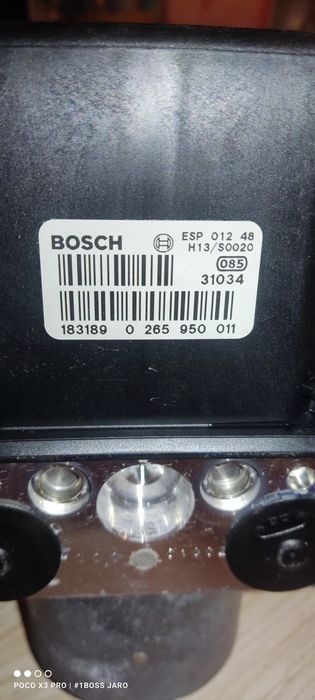 BOSCH
ESP 012 48
H13/S0020
085
31034
183189 0 265 950 011
POCO X3 PRO | #1BOSS JARO